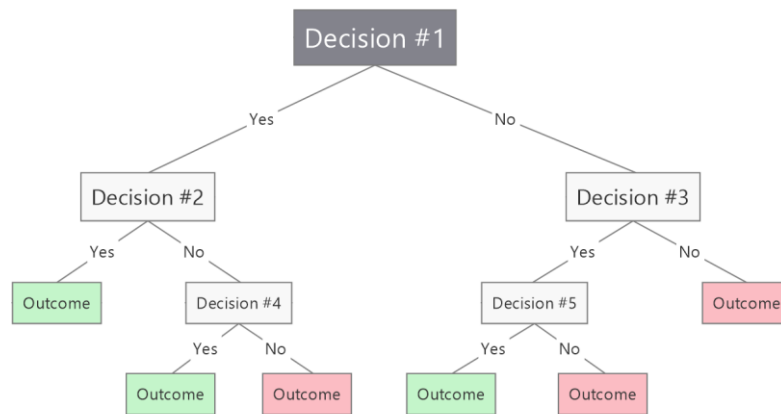 Decision #1
Yes
No
Decision #2
Decision #3
Yes
No
Yes
No
Outcome
Decision #4
Decision #5
Outcome
Yes
No
Yes
No
Outcome
Outcome
Outcome
Outcome